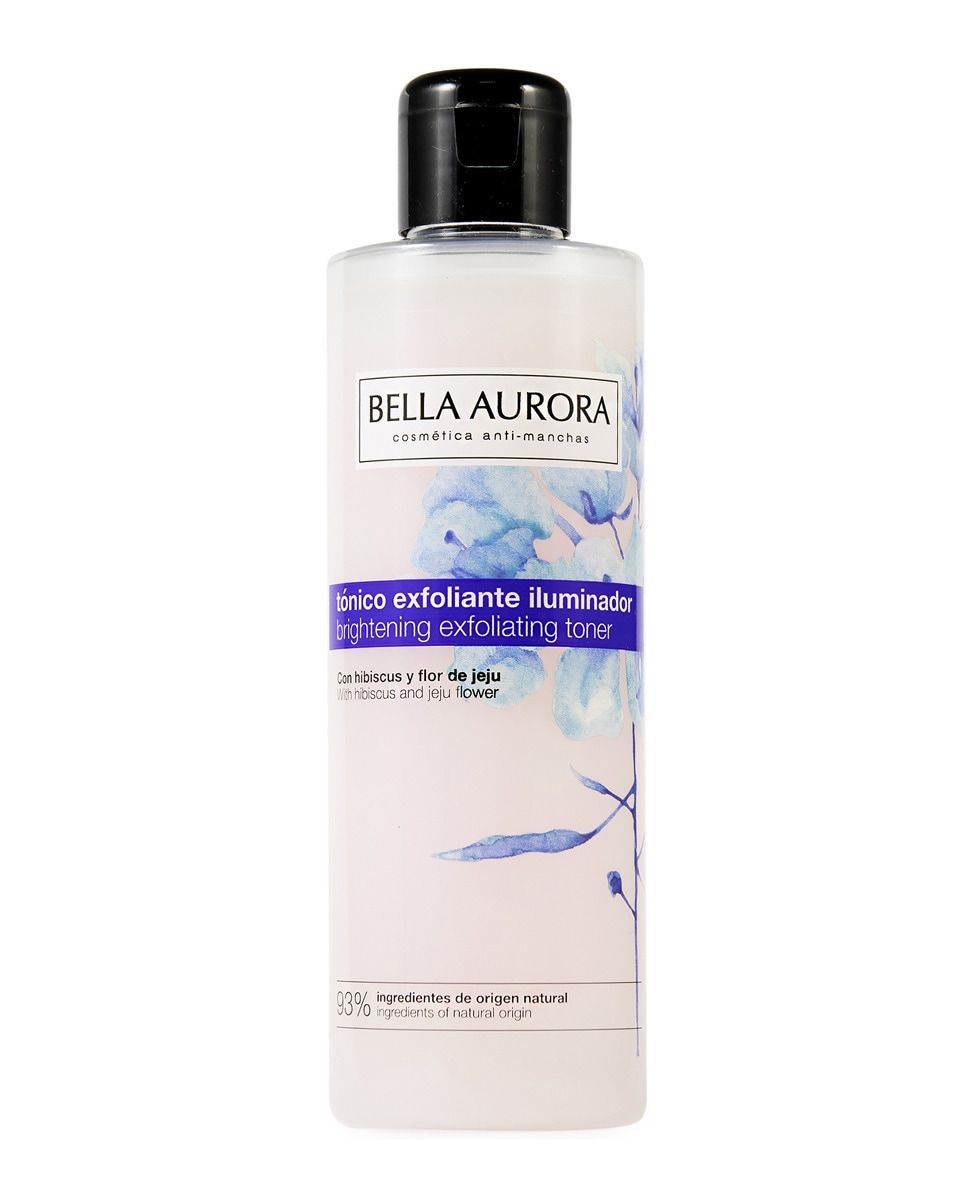 BELLA AURORA
cosmética anti-manchas
tónico exfoliante iluminador
brightening exfoliating toner
Con hibiscus y flor de jeju
With hibiscus and jeju flower
93% ingredientes de origen natural
ingredients of natural origin